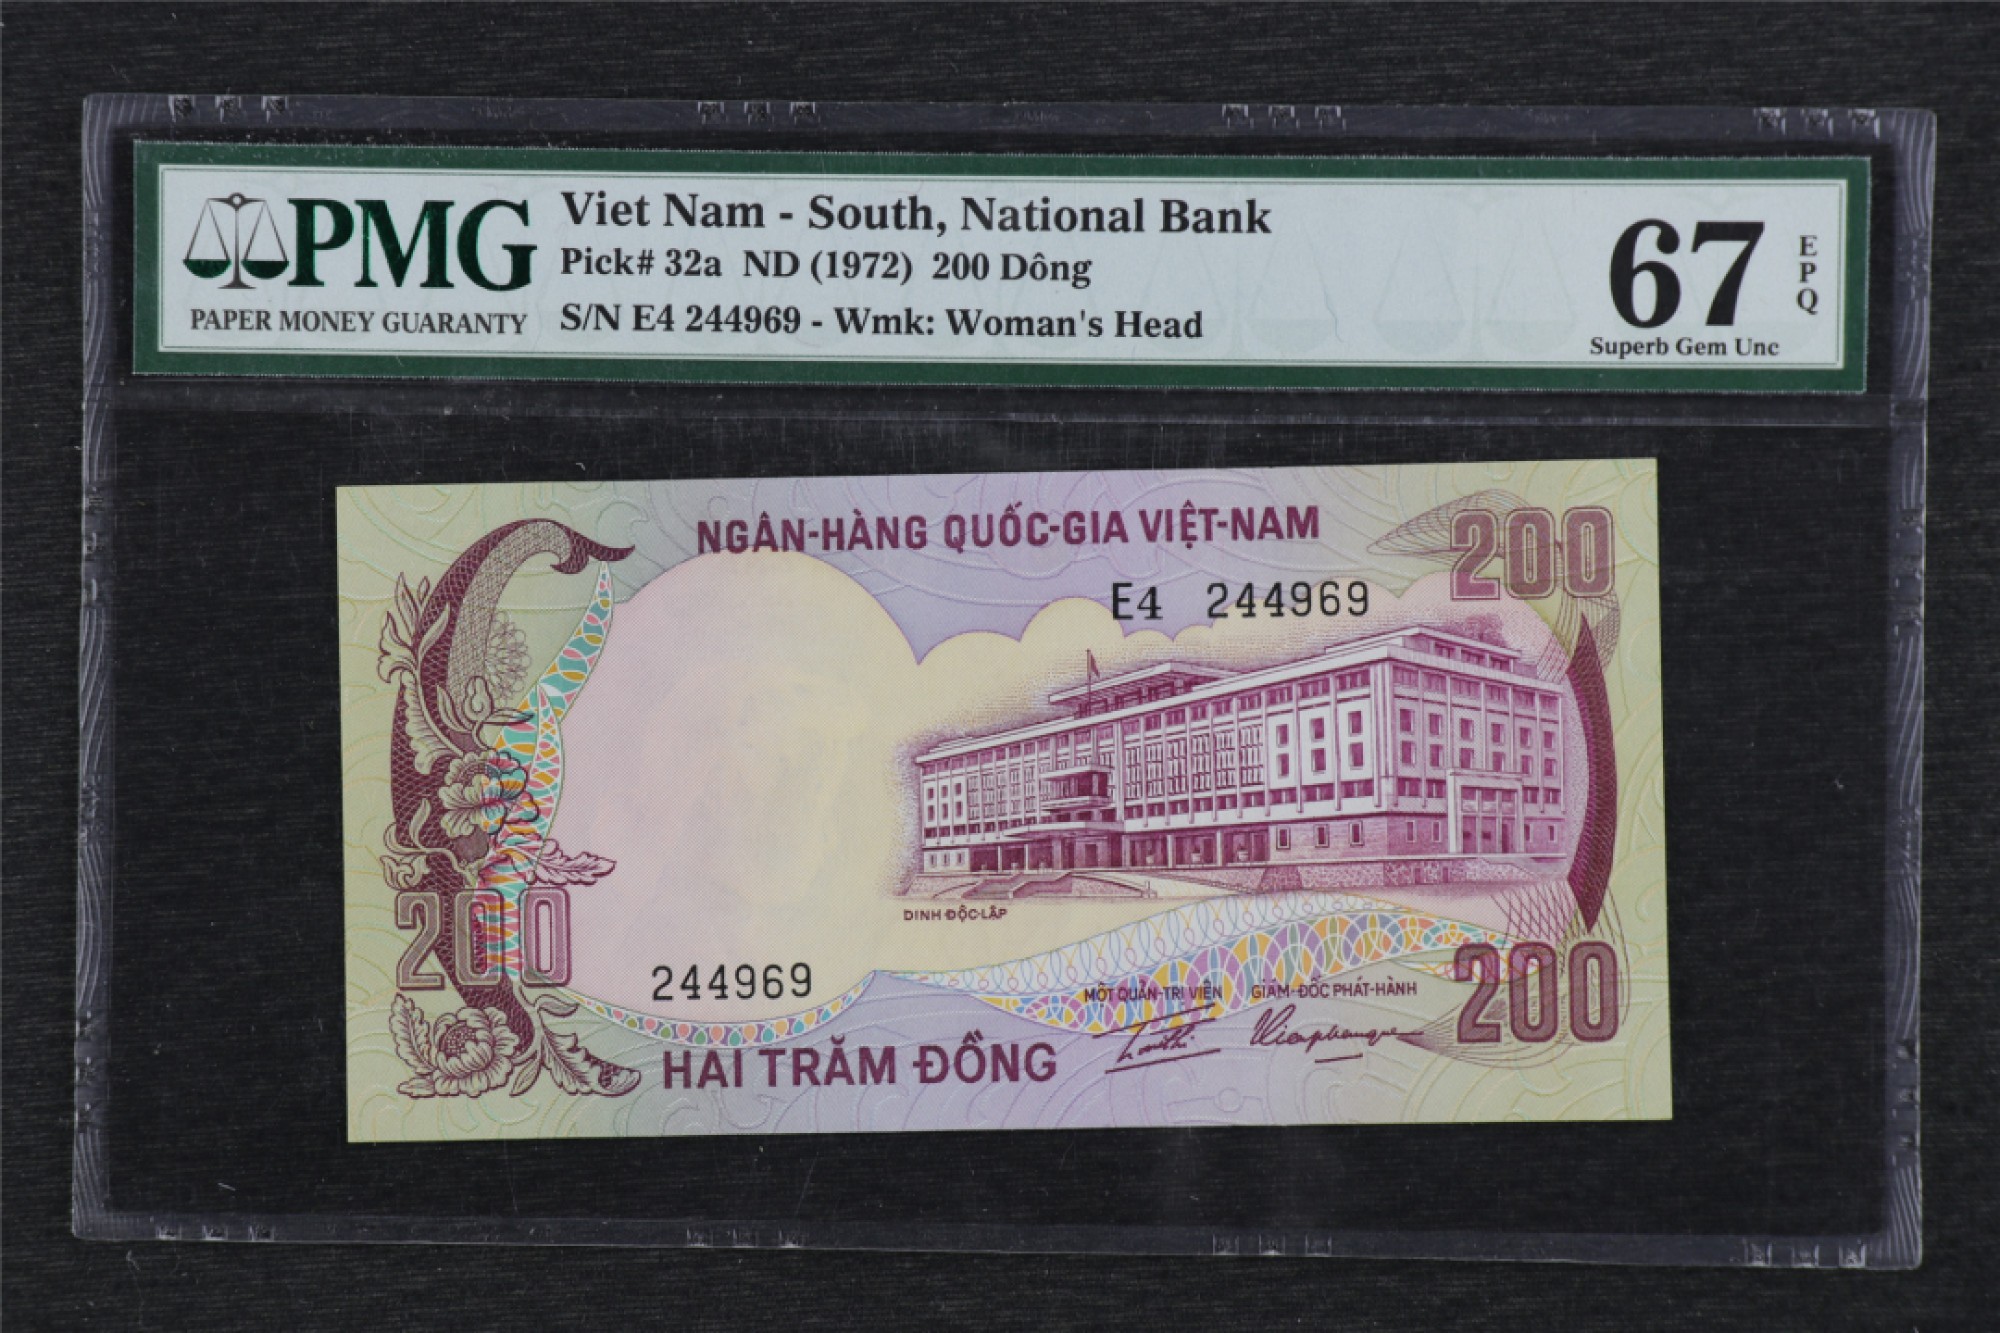 PMG
PAPER MONEY GUARANTY
Viet Nam - South, National Bank
Pick# 32a ND (1972) 200 Dông
S/N E4 244969 - Wmk: Woman's Head
67
EPQ
Superb Gem Unc
NGÂN-HÀNG QUỐC-GIA VIỆT-NAM
200
E4 244969
DINH ĐỘC-LẬP
200
244969
MỘT QUẢN-TRỊ VIÊN GIÁM-ĐỐC PHÁT-HÀNH
200
HAI TRĂM ĐỒNG